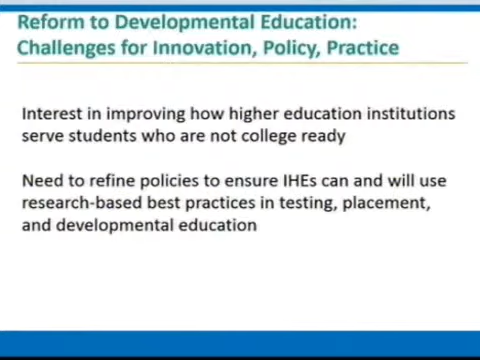 Reform to Developmental Education:
Challenges for Innovation, Policy, Practice
Interest in improving how higher education institutions
serve students who are not college ready
Need to refine policies to ensure IHEs can and will use
research-based best practices in testing, placement,
and developmental education